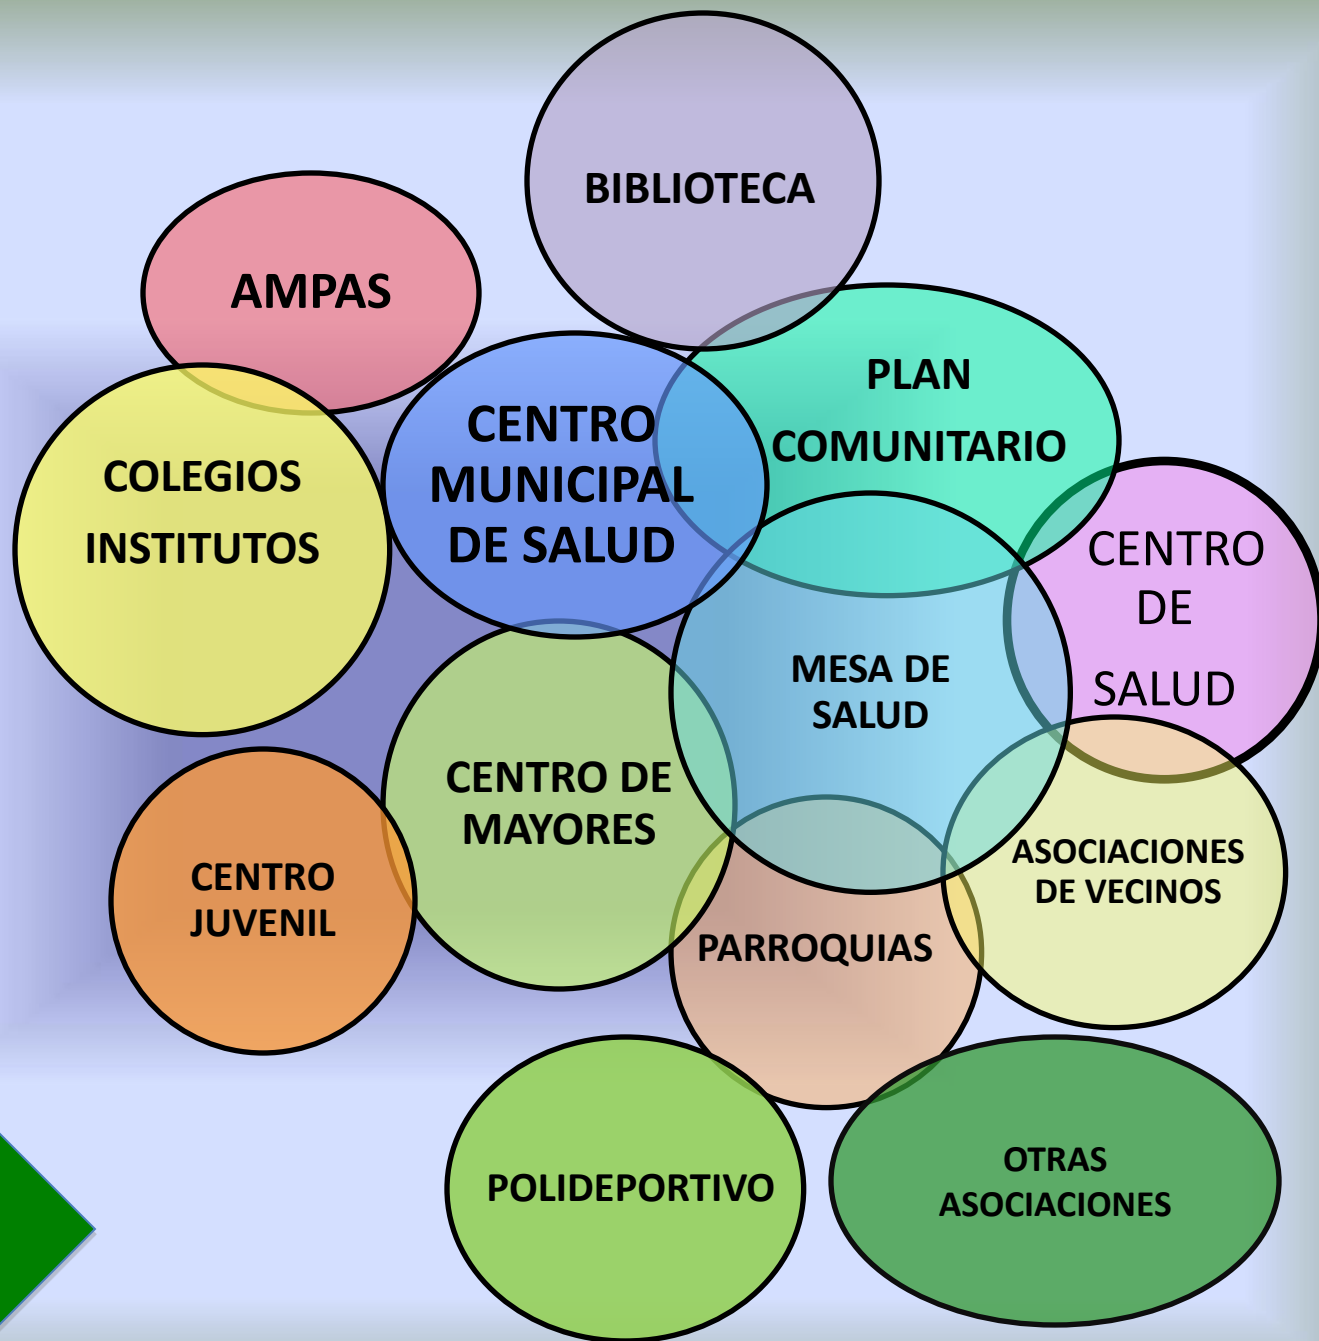 BIBLIOTECA
AMPAS
PLAN
COMUNITARIO
CENTRO
MUNICIPAL
DE SALUD
COLEGIOS
INSTITUTOS
CENTRO
DE
SALUD
MESA DE
SALUD
CENTRO DE
MAYORES
ASOCIACIONES
DE VECINOS
CENTRO
JUVENIL
PARROQUIAS
POLIDEPORTIVO
OTRAS
ASOCIACIONES